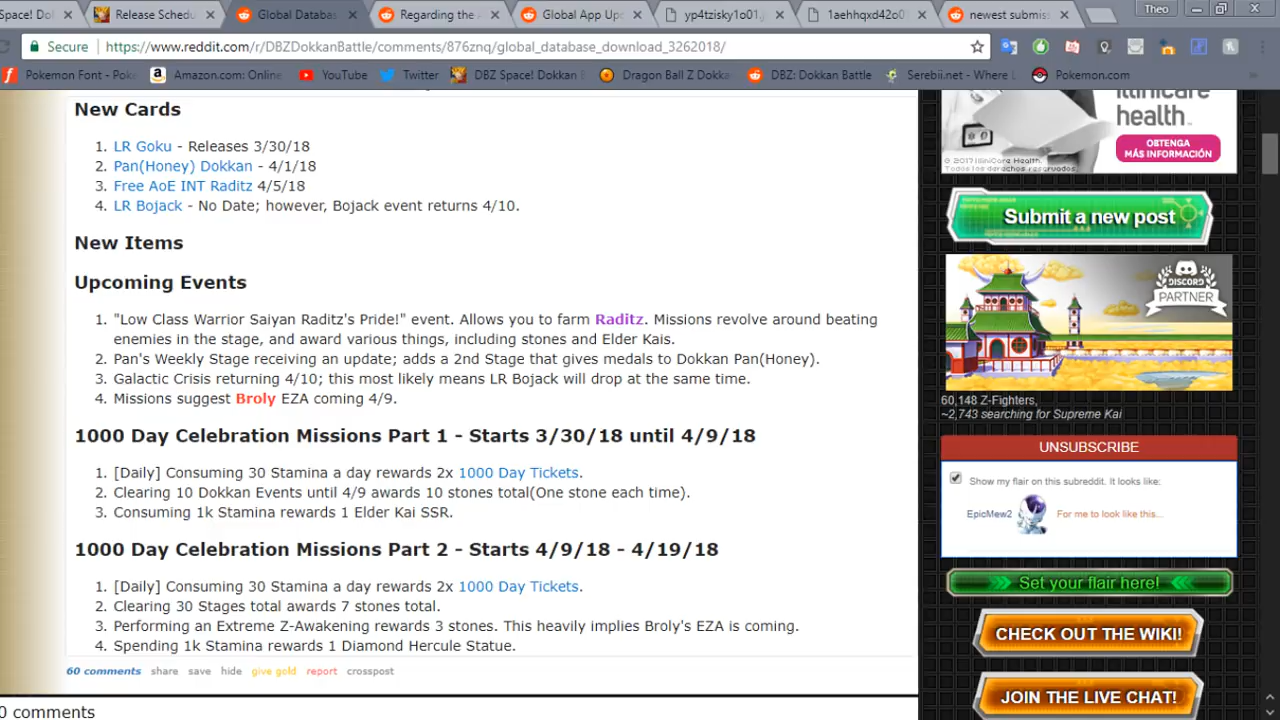 Space! Do
Release Schedu
Global Databas
Regarding the A
Global App Up
yp4tzisky1o01
1aehhqxd42o0
newest submiss
Theo
Secure
https://www.reddit.com/r/DBZDokkanBattle/comments/876znq/global_database_download_3262018/
Pokemon Font - Poke
Amazon.com: Online
YouTube
Twitter
DBZ Space! Dokkan
Dragon Ball Z Dokka
DBZ: Dokkan Battle
Serebii.net - Where L
Pokemon.com
New Cards
1. LR Goku - Releases 3/30/18
2. Pan(Honey) Dokkan - 4/1/18
3. Free AoE INT Raditz 4/5/18
4. LR Bojack - No Date; however, Bojack event returns 4/10.
New Items
Upcoming Events
1. "Low Class Warrior Saiyan Raditz's Pride!" event. Allows you to farm Raditz. Missions revolve around beating
enemies in the stage, and award various things, including stones and Elder Kais.
2. Pan's Weekly Stage receiving an update; adds a 2nd Stage that gives medals to Dokkan Pan(Honey).
3. Galactic Crisis returning 4/10; this most likely means LR Bojack will drop at the same time.
4. Missions suggest Broly EZA coming 4/9.
1000 Day Celebration Missions Part 1 - Starts 3/30/18 until 4/9/18
1. [Daily] Consuming 30 Stamina a day rewards 2x 1000 Day Tickets.
2. Clearing 10 Dokkan Events until 4/9 awards 10 stones total(One stone each time).
3. Consuming 1k Stamina rewards 1 Elder Kai SSR.
1000 Day Celebration Missions Part 2 - Starts 4/9/18 - 4/19/18
1. [Daily] Consuming 30 Stamina a day rewards 2x 1000 Day Tickets.
2. Clearing 30 Stages total awards 7 stones total.
3. Performing an Extreme Z-Awakening rewards 3 stones. This heavily implies Broly's EZA is coming.
4. Spending 1k Stamina rewards 1 Diamond Hercule Statue.
60 comments share save hide give gold report crosspost
0 comments
illinicare
health.
OBTENGA
MÁS INFORMACIÓN
© 2017 IlliniCare Health.
Todos los derechos reservados.
Submit a new post
DISCORD
PARTNER
60,148 Z-Fighters,
~2,743 searching for Supreme Kai
UNSUBSCRIBE
Show my flair on this subreddit. It looks like:
EpicMew2 For me to look like this...
Set your flair here!
CHECK OUT THE WIKI!
JOIN THE LIVE CHAT!